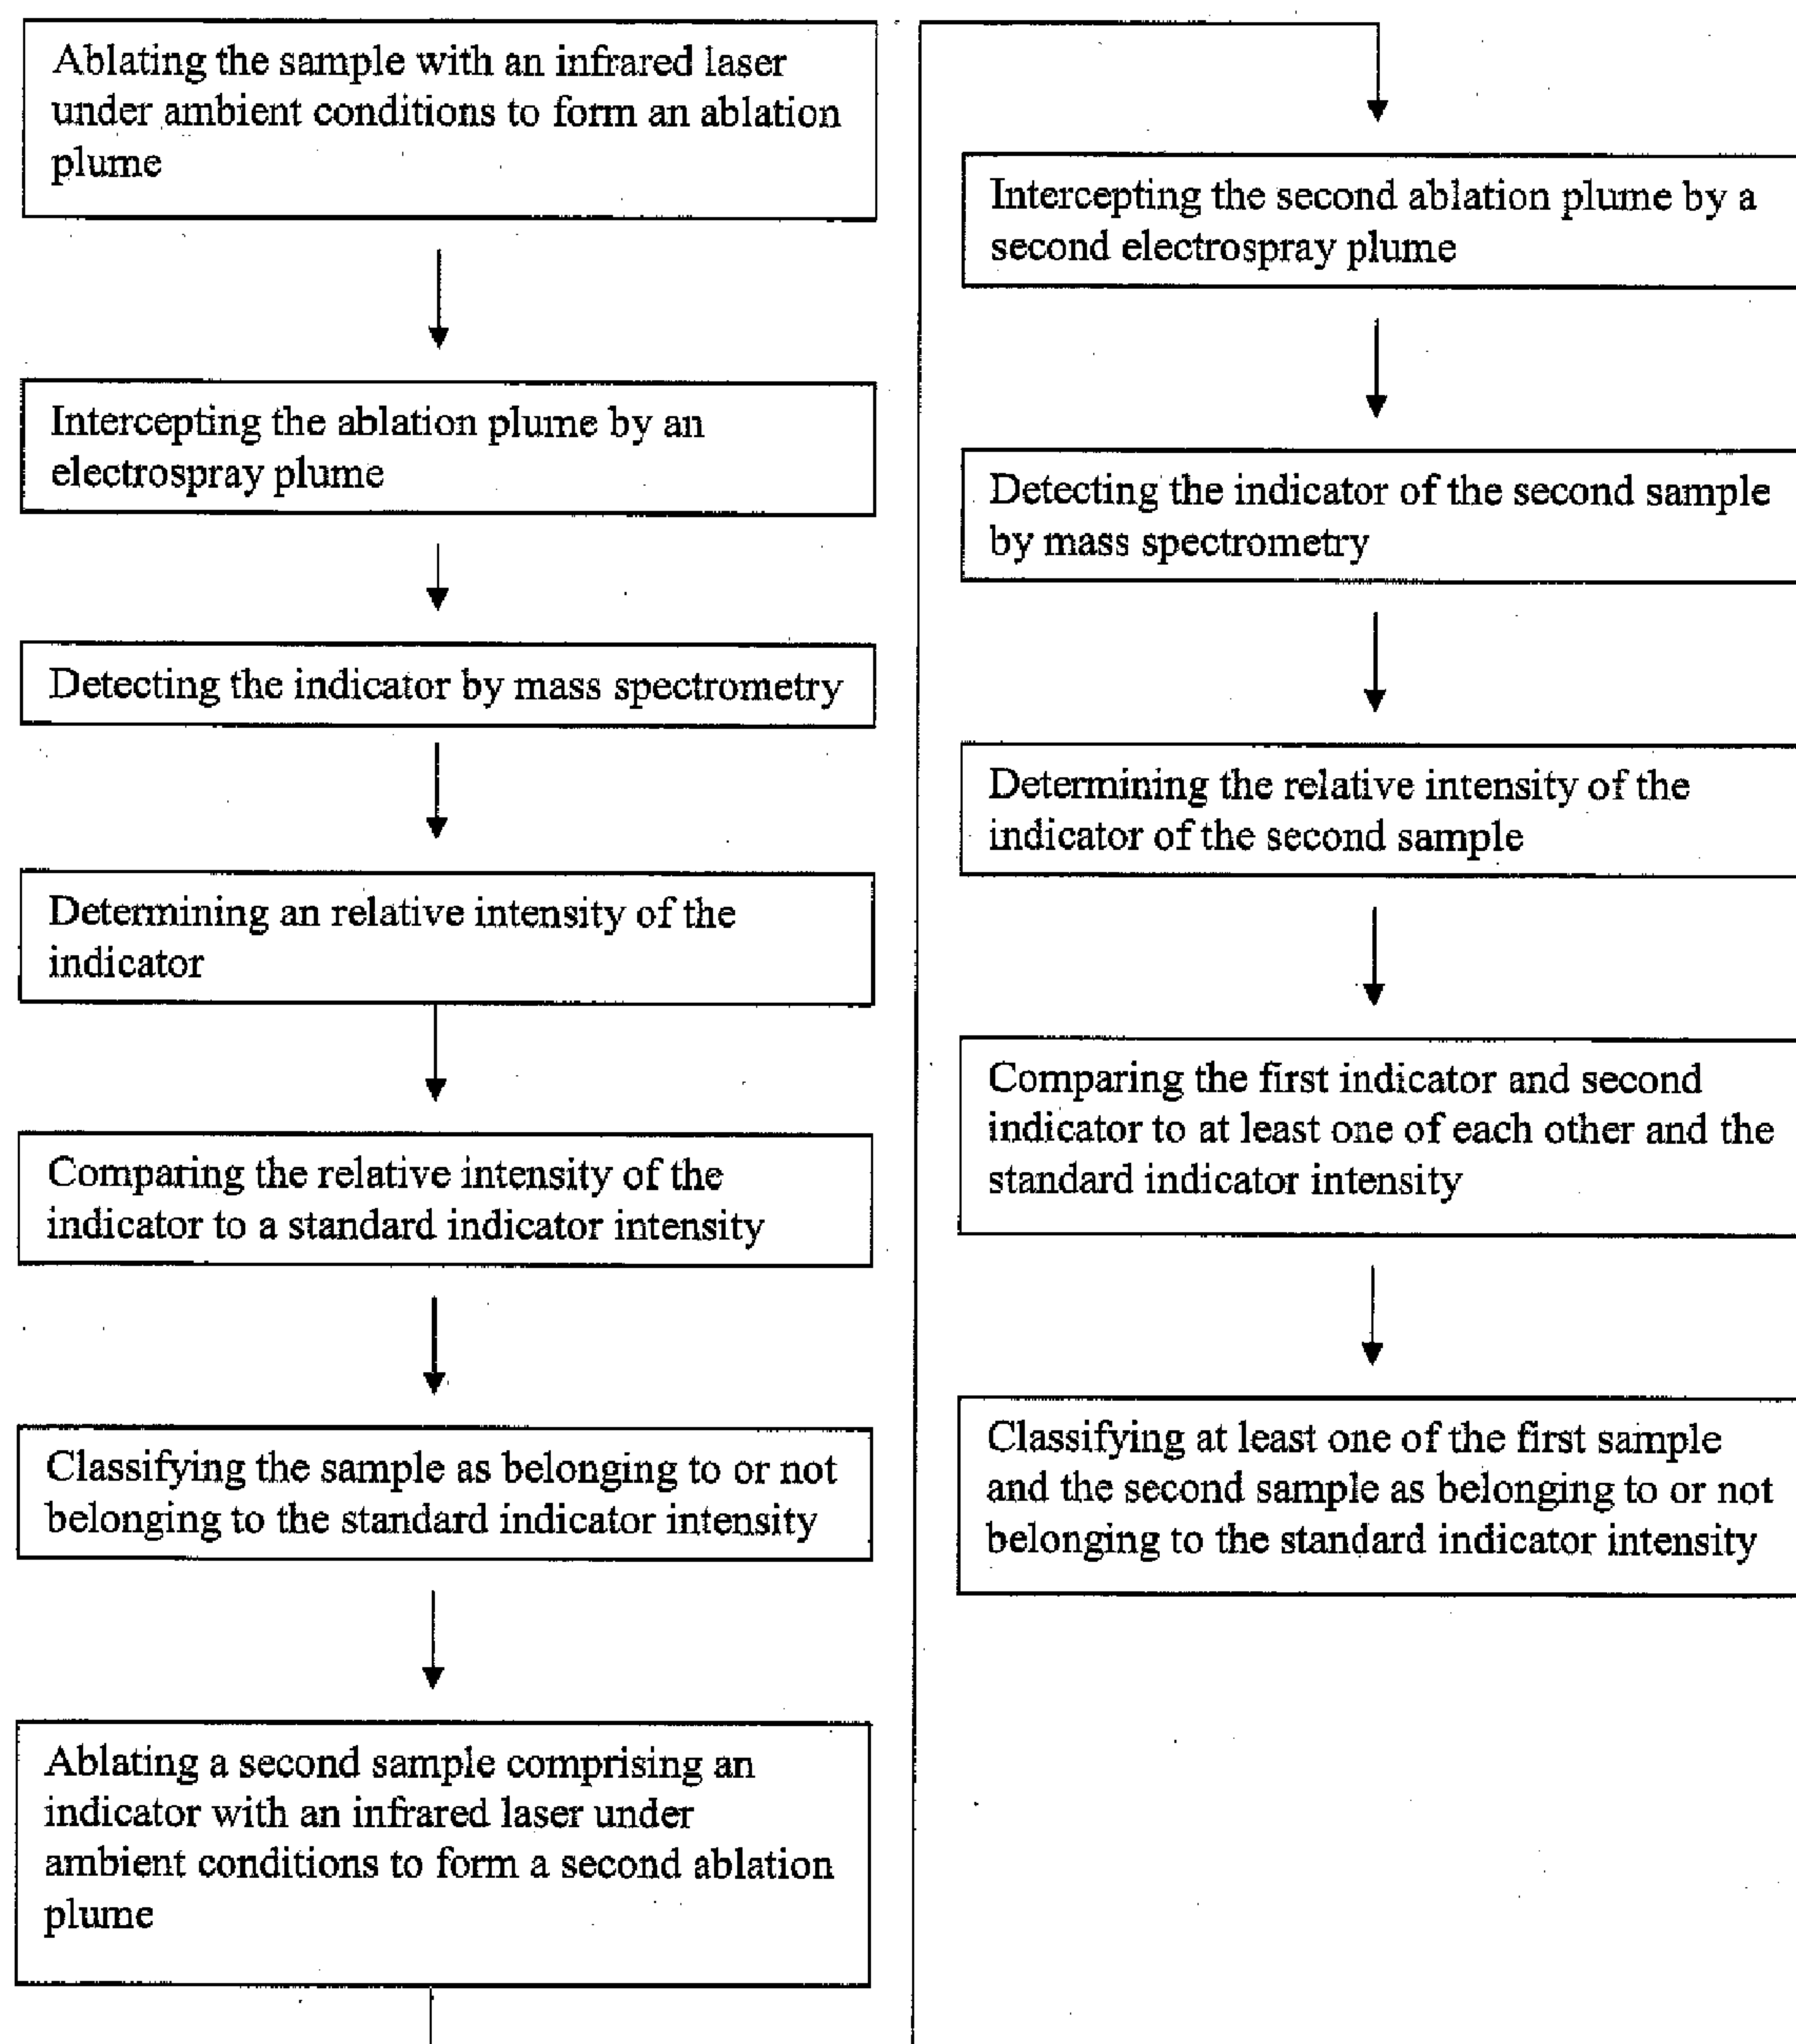 Ablating the sample with an infrared laser
under ambient conditions to form an ablation
plume
Intercepting the ablation plume by an
electrospray plume
Detecting the indicator by mass spectrometry
Determining an relative intensity of the
indicator
Comparing the relative intensity of the
indicator to a standard indicator intensity
Classifying the sample as belonging to or not
belonging to the standard indicator intensity
Ablating a second sample comprising an
indicator with an infrared laser under
ambient conditions to form a second ablation
plume
Intercepting the second ablation plume by a
second electrospray plume
Detecting the indicator of the second sample
by mass spectrometry
Determining the relative intensity of the
indicator of the second sample
Comparing the first indicator and second
indicator to at least one of each other and the
standard indicator intensity
Classifying at least one of the first sample
and the second sample as belonging to or not
belonging to the standard indicator intensity